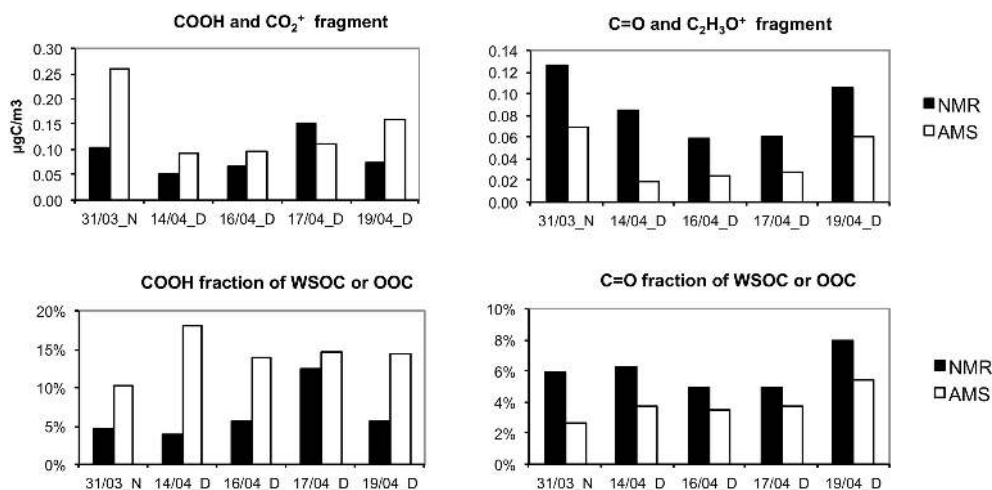 COOH and CO₂⁺ fragment
0.30
0.25
0.20
0.15
0.10
0.05
0.00
µgC/m3
31/03_N 14/04_D 16/04_D 17/04_D 19/04_D
C=O and C₂H₃O⁺ fragment
0.14
0.12
0.10
0.08
0.06
0.04
0.02
0.00
31/03_N 14/04_D 16/04_D 17/04_D 19/04_D
NMR
AMS
COOH fraction of WSOC or OOC
20%
15%
10%
5%
0%
31/03_N 14/04_D 16/04_D 17/04_D 19/04_D
C=O fraction of WSOC or OOC
10%
8%
6%
4%
2%
0%
31/03_N 14/04_D 16/04_D 17/04_D 19/04_D
NMR
AMS